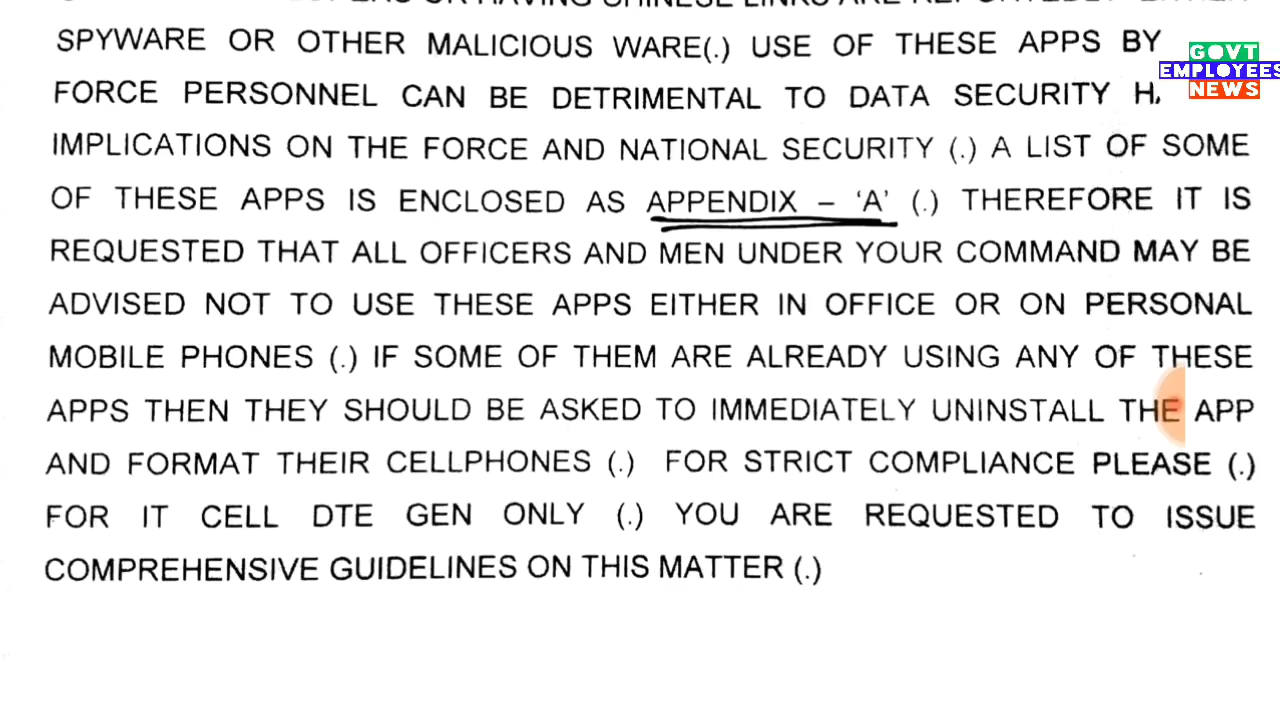 HAVING CHINESE LINKS ARE
SPYWARE OR OTHER MALICIOUS WARE(.) USE OF THESE APPS BY
FORCE PERSONNEL CAN BE DETRIMENTAL TO DATA SECURITY
IMPLICATIONS ON THE FORCE AND NATIONAL SECURITY (.) A LIST OF SOME
OF THESE APPS IS ENCLOSED AS APPENDIX – ‘A’ (.) THEREFORE IT IS
REQUESTED THAT ALL OFFICERS AND MEN UNDER YOUR COMMAND MAY BE
ADVISED NOT TO USE THESE APPS EITHER IN OFFICE OR ON PERSONAL
MOBILE PHONES (.) IF SOME OF THEM ARE ALREADY USING ANY OF THESE
APPS THEN THEY SHOULD BE ASKED TO IMMEDIATELY UNINSTALL THE APP
AND FORMAT THEIR CELLPHONES (.) FOR STRICT COMPLIANCE PLEASE (.)
FOR IT CELL DTE GEN ONLY (.) YOU ARE REQUESTED TO ISSUE
COMPREHENSIVE GUIDELINES ON THIS MATTER (.)
GOVT
EMPLOYEES
NEWS